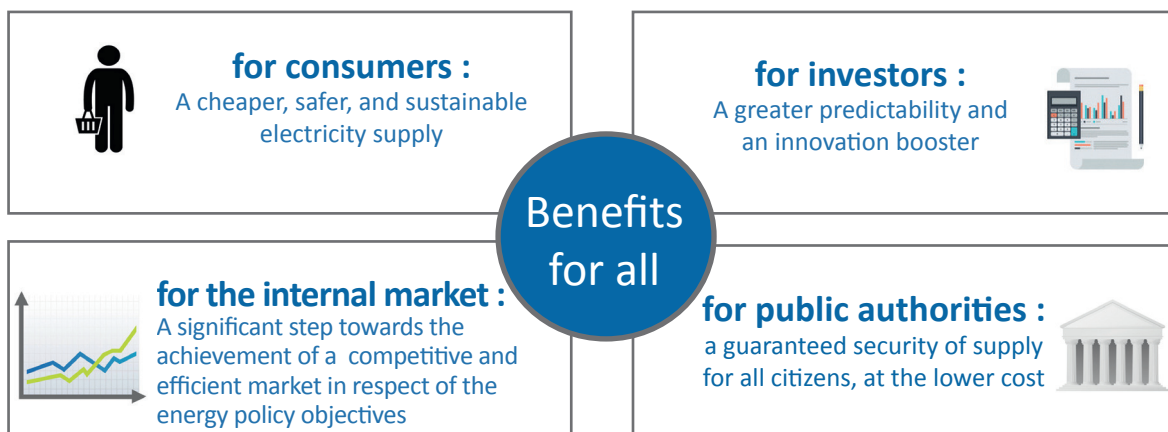 for consumers :
A cheaper, safer, and sustainable
electricity supply
for investors :
A greater predictability and
an innovation booster
Benefits
for all
for the internal market :
A significant step towards the
achievement of a competitive and
efficient market in respect of the
energy policy objectives
for public authorities :
a guaranteed security of supply
for all citizens, at the lower cost